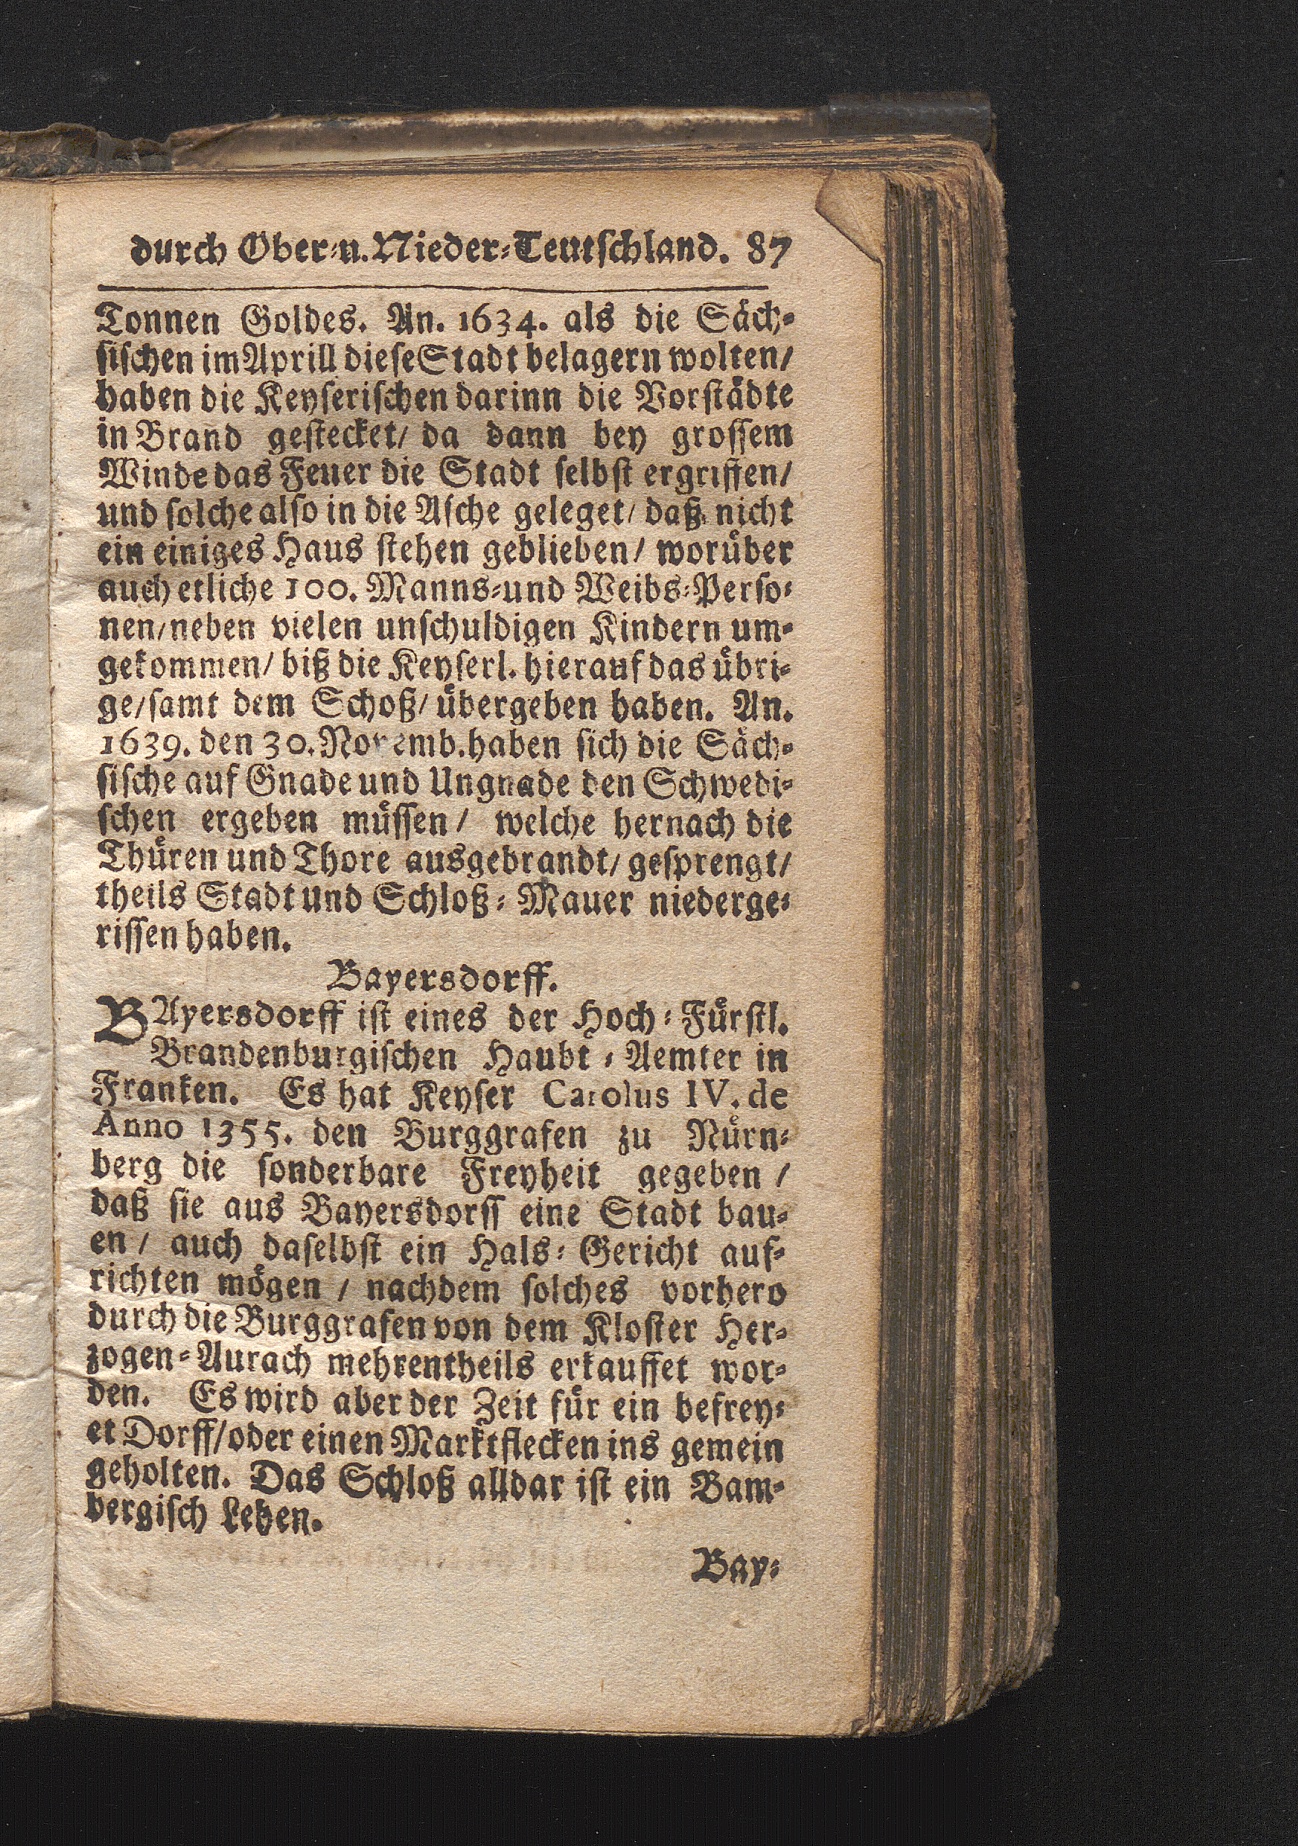 durch Ober-u. Nieder-Teutschland. 87
Tonnen Goldes. An. 1634. als die Säch-
sischen im Aprill diese Stadt belagern wolten/
haben die Keyserischen darinn die Vorstädte
in Brand gestecket/ da dann bey grossem
Winde das Feuer die Stadt selbst ergriffen/
und solche also in die Asche geleget/ daß nicht
ein einiges Haus stehen geblieben/ worüber
auch etliche 100. Manns-und Weibs-Perso-
nen/neben vielen unschuldigen Kindern um-
gekommen/ biß die Keyserl. hierauf das übri-
ge/samt dem Schoß/ übergeben haben. An.
1639. den 30. Novemb. haben sich die Säch-
sische auf Gnade und Ungnade den Schwedi-
schen ergeben müssen/ welche hernach die
Thüren und Thore ausgebrandt/ gesprengt/
theils Stadt und Schloß-Mauer niederge-
rissen haben.
Bayersdorff.
BAyersdorff ist eines der Hoch-Fürstl.
Brandenburgischen Haubt-Aemter in
Franken. Es hat Keyser Carolus IV. de
Anno 1355. den Burggrafen zu Nürn-
berg die sonderbare Freyheit gegeben/
daß sie aus Bayersdorff eine Stadt bau-
en/ auch daselbst ein Hals-Gericht auf-
richten mögen/ nachdem solches vorhero
durch die Burggrafen von dem Kloster Her-
zogen-Aurach mehrentheils erkauffet wor-
den. Es wird aber der Zeit für ein befrey-
et Dorff/oder einen Marktflecken ins gemein
geholten. Das Schloß alldar ist ein Bam-
bergisch Lehen.
Bay-